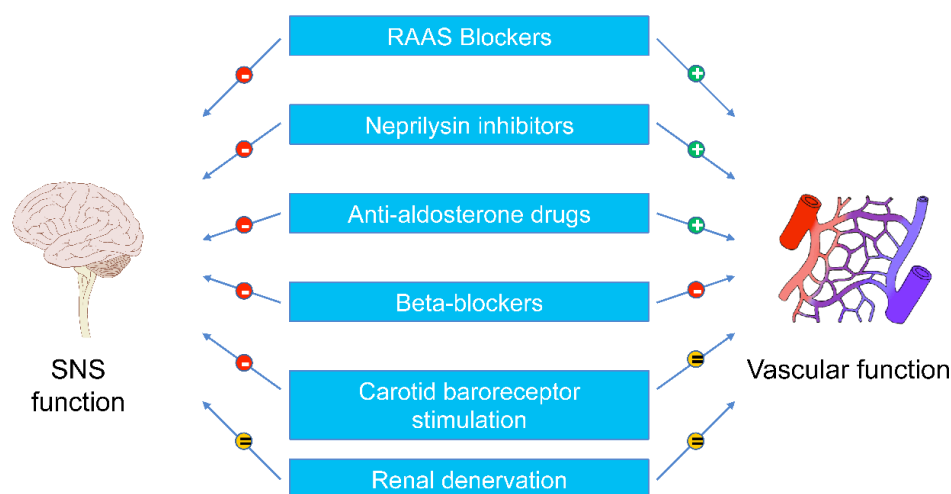 RAAS Blockers
-
+
Neprilysin inhibitors
-
+
Anti-aldosterone drugs
-
+
Beta-blockers
-
-
SNS
function
Vascular function
-
=
Carotid baroreceptor
stimulation
=
=
Renal denervation